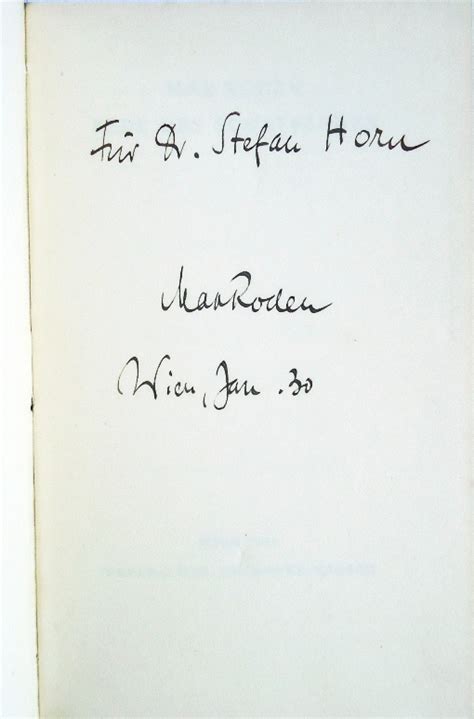 Für Dr. Stefan Horn
Max Roden
Wien, Jan. 30